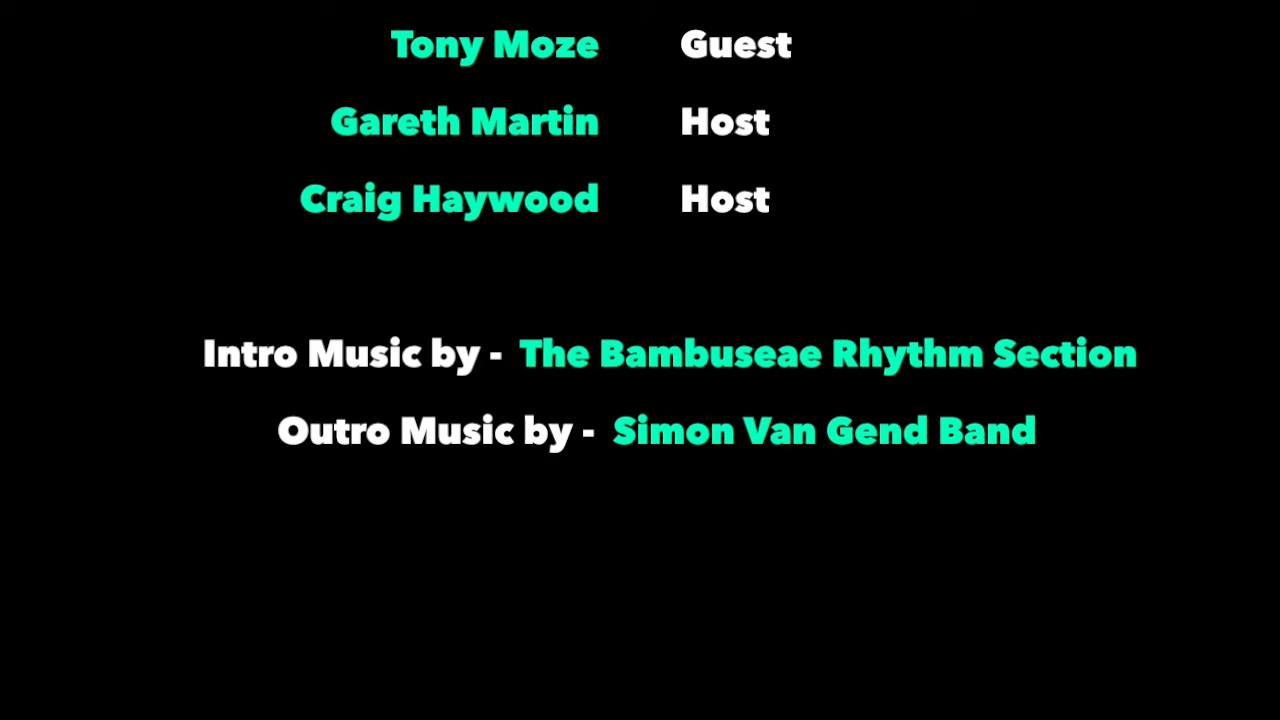 Tony Moze Guest
Gareth Martin Host
Craig Haywood Host
Intro Music by - The Bambuseae Rhythm Section
Outro Music by - Simon Van Gend Band